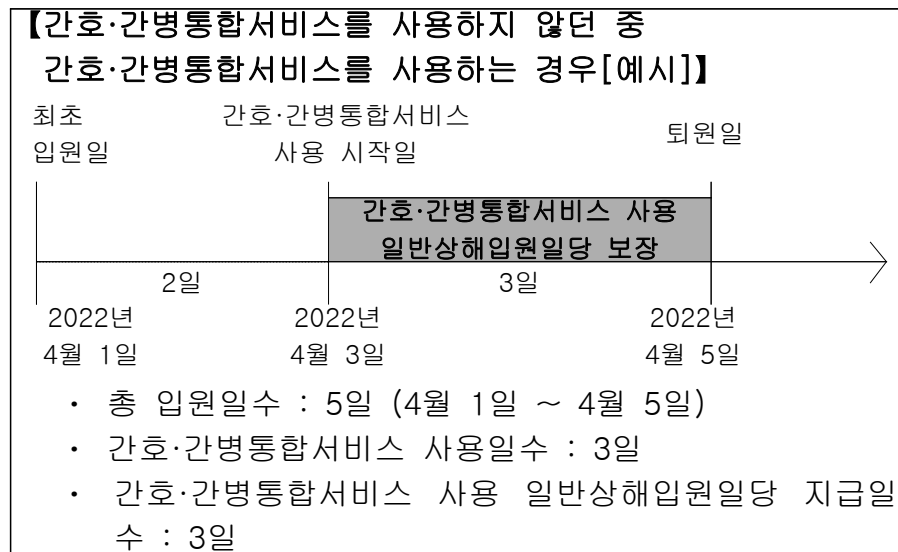 【간호·간병통합서비스를 사용하지 않던 중
간호·간병통합서비스를 사용하는 경우[예시]】
최초
입원일
간호·간병통합서비스
사용 시작일
퇴원일
간호·간병통합서비스 사용
일반상해입원일당 보장
2일
3일
2022년
4월 1일
2022년
4월 3일
2022년
4월 5일
· 총 입원일수 : 5일 (4월 1일 ~ 4월 5일)
· 간호·간병통합서비스 사용일수 : 3일
· 간호·간병통합서비스 사용 일반상해입원일당 지급일
수 : 3일